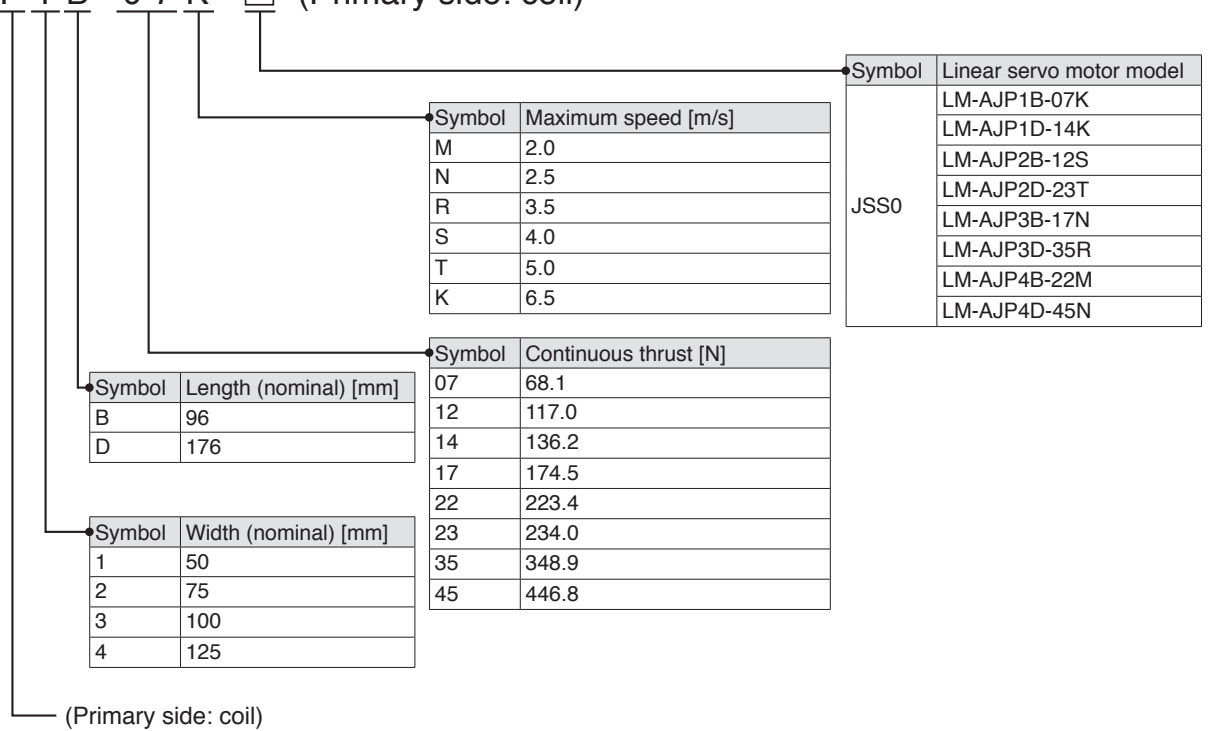 (Primary side: coil)
Symbol Linear servo motor model
JSS0
LM-AJP1B-07K
LM-AJP1D-14K
LM-AJP2B-12S
LM-AJP2D-23T
LM-AJP3B-17N
LM-AJP3D-35R
LM-AJP4B-22M
LM-AJP4D-45N
Symbol Maximum speed [m/s]
M 2.0
N 2.5
R 3.5
S 4.0
T 5.0
K 6.5
Symbol Continuous thrust [N]
07 68.1
12 117.0
14 136.2
17 174.5
22 223.4
23 234.0
35 348.9
45 446.8
Symbol Length (nominal) [mm]
B 96
D 176
Symbol Width (nominal) [mm]
1 50
2 75
3 100
4 125
(Primary side: coil)